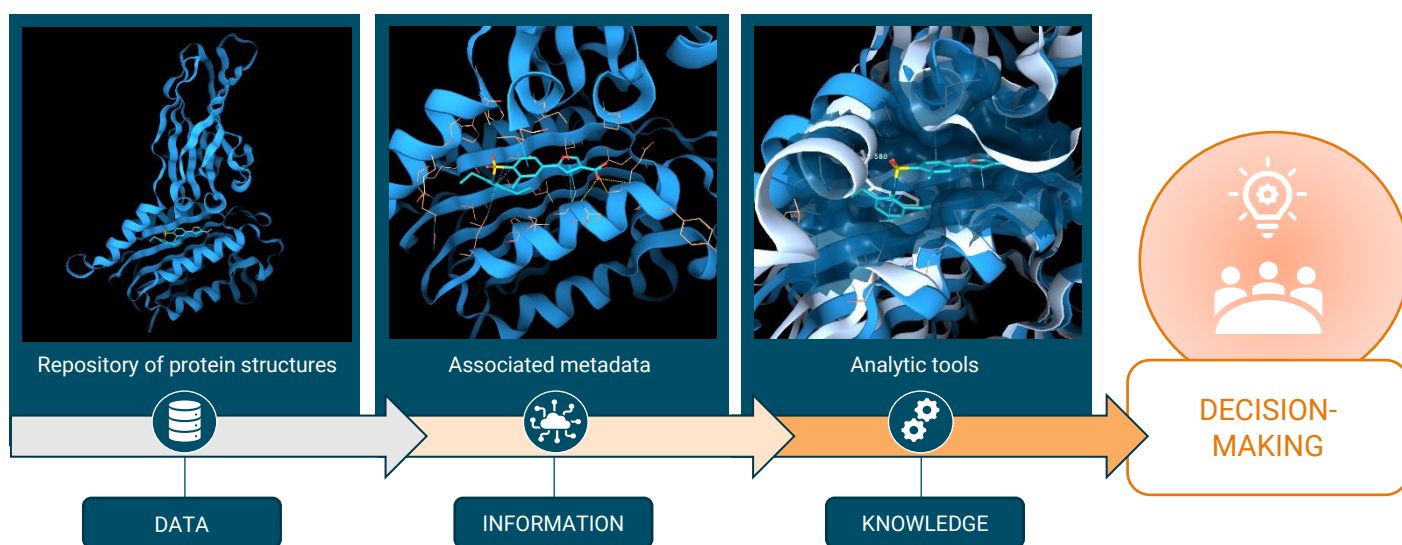 Repository of protein structures
Associated metadata
Analytic tools
DECISION-
MAKING
DATA
INFORMATION
KNOWLEDGE